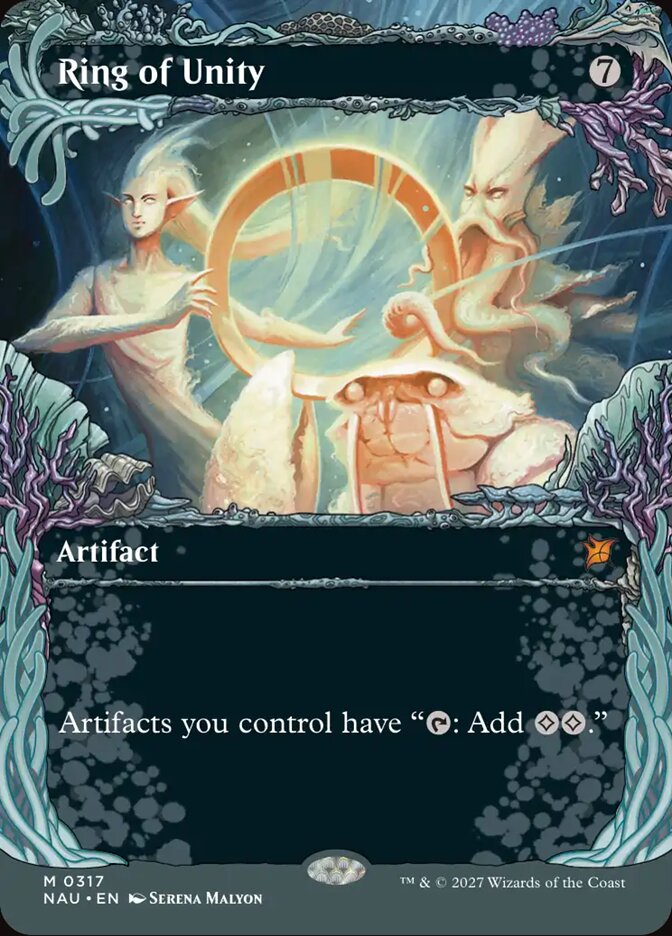 Ring of Unity 7
Artifact
Artifacts you control have “: Add .”
M 0317
NAU • EN SERENA MALYON
™ & © 2027 Wizards of the Coast